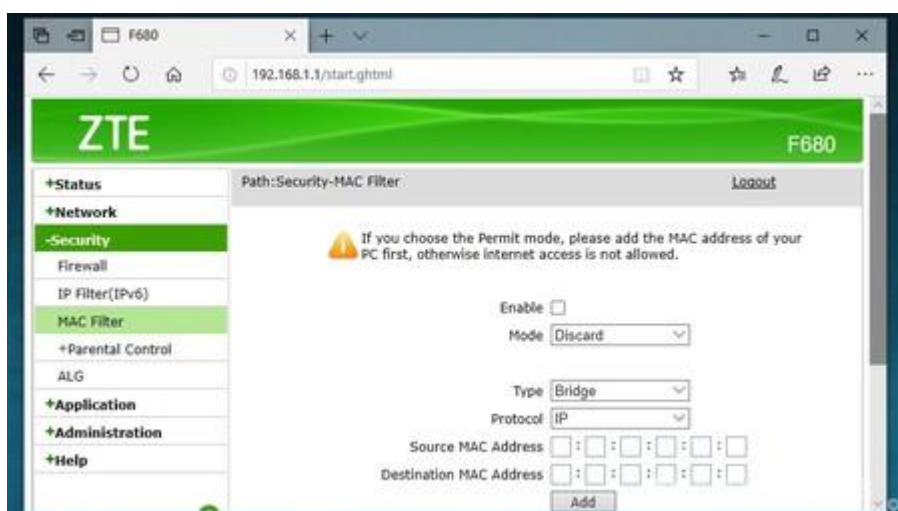 F680
192.168.1.1/start.ghtml
ZTE
F680
+Status
Path:Security-MAC Filter
Logout
+Network
-Security
If you choose the Permit mode, please add the MAC address of your
PC first, otherwise internet access is not allowed.
Firewall
IP Filter(IPv6)
MAC Filter
+Parental Control
ALG
+Application
+Administration
+Help
Enable
Mode Discard
Type Bridge
Protocol IP
Source MAC Address : : : : :
Destination MAC Address : : : : :
Add